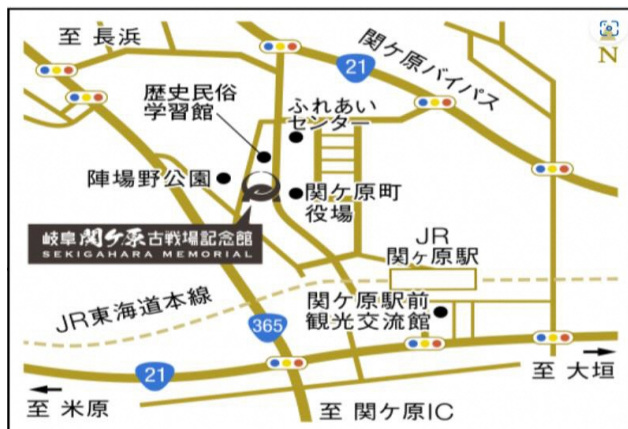 至 長浜
21
関ケ原バイパス
N
歴史民俗
学習館
ふれあい
センター
陣場野公園
関ケ原町
役場
岐阜関ケ原古戦場記念館
SEKIGAHARA MEMORIAL
JR
関ヶ原駅
JR東海道本線
関ケ原駅前
観光交流館
365
21
至 大垣
至 米原
至 関ケ原IC